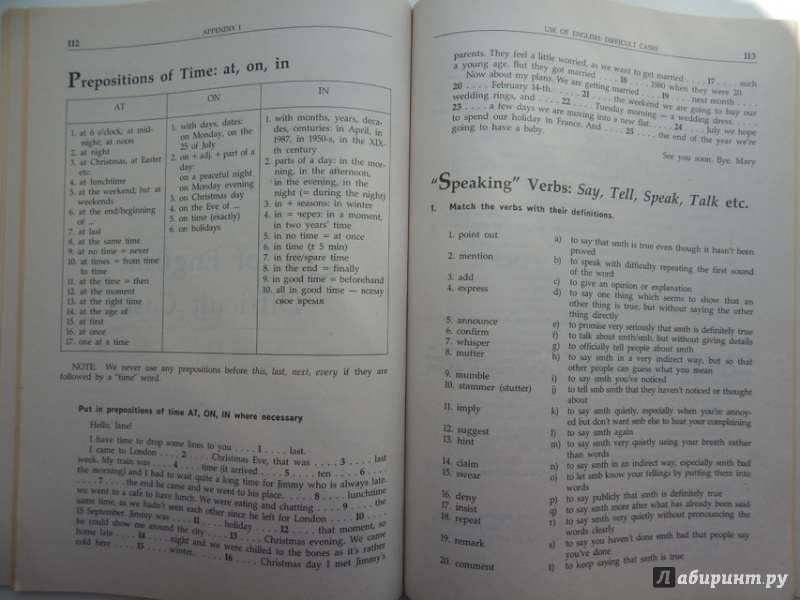 112
APPENDIX 1
Prepositions of Time: at, on, in
AT
1. at 6 o'clock; at mid-
night; at noon
2. at night
3. at Christmas, at Easter
etc.
4. at lunchtime
5. at the weekend; but: at
weekends
6. at the end/beginning
of ...
7. at last
8. at the same time
9. at no time = never
10. at times = from time
to time
11. at the time = then
12. at the moment
13. at the right time
14. at the age of
15. at first
16. at once
17. one at a time
ON
1. with days, dates:
on Monday, on the
25 of July
2. on + adj. + part of a
day:
on a peaceful night
on Monday evening
3. on Christmas day
4. on the Eve of ...
5. on time (exactly)
6. on holidays
IN
1. with months, years, deca-
des, centuries: in April, in
1987, in 1950-s, in the XIX-
th century
2. parts of a day: in the mor-
ning, in the afternoon,
in the evening, in the
night (= during the night)
3. in + seasons: in winter
4. in = через: in a moment,
in two years' time
5. in no time = at once
6. in time (± 5 min)
7. in free/spare time
8. in the end = finally
9. in good time = beforehand
10. all in good time — всему
свое время
NOTE: We never use any prepositions before this, last, next, every if they are
followed by a "time" word.
Put in prepositions of time AT, ON, IN where necessary
Hello, Jane!
I have time to drop some lines to you . . . . 1 . . . . last.
I came to London . . . . 2 . . . . Christmas Eve, that was . . . . 3 . . . . last
week. My train was . . . . 4 . . . . time (it arrived . . . . 5 . . . . ten . . . . 6 . . . .
the morning) and I had to wait quite a long time for Jimmy who is always late.
. . . . 7 . . . . the end he came and we went to his place. . . . . 8 . . . . lunchtime
we went to a cafe to have lunch. We were eating and chatting . . . . 9 . . . . the
same time, as we hadn't seen each other since he left for London . . . . 10 . . . .
15 September. Jimmy was . . . . 11 . . . . holiday . . . . 12 . . . . that moment, so
he could show me around the city . . . . 13 . . . . Christmas evening. We came
home late . . . . 14 . . . . night and we were chilled to the bones as it's rather
cold here . . . . 15 . . . . winter. . . . . 16 . . . . Christmas day I met Jimmy's
USE OF ENGLISH: DIFFICULT CASES
113
parents. They feel a little worried, as we want to get married . . . . 17 . . . . such
a young age. But they got married . . . . 18 . . . . 1980 when they were 20.
Now about my plans. We are getting married . . . . 19 . . . . next month . . . .
20 . . . . February 14-th. . . . . 21 . . . . the weekend we are going to buy our
wedding rings, and . . . . 22 . . . . Tuesday morning — a wedding dress. . . . .
23 . . . . a few days we are moving into a new flat. . . . . 24 . . . . July we hope
to spend our holiday in France. And . . . . 25 . . . . the end of the year we're
going to have a baby.
See you soon. Bye. Mary
"Speaking" Verbs: Say, Tell, Speak, Talk etc.
1. Match the verbs with their definitions.
1. point out
2. mention
3. add
4. express
5. announce
6. confirm
7. whisper
8. mutter
9. mumble
10. stammer (stutter)
11. imply
12. suggest
13. hint
14. claim
15. swear
16. deny
17. insist
18. repeat
19. remark
20. comment
a) to say that smth is true even though it hasn't been
proved
b) to speak with difficulty repeating the first sound
of the word
c) to give an opinion or explanation
d) to say one thing which seems to show that an
other thing is true, but without saying the other
thing directly
e) to promise very seriously that smth is definitely true
f) to talk about smth/smb, but without giving details
g) to officially tell people about smth
h) to say smth in a very indirect way, but so that
other people can guess what you mean
i) to say smth you've noticed
j) to tell smb smth that they haven't noticed or thought
about
k) to say smth quietly, especially when you're annoy-
ed but don't want smb else to hear your complaining
l) to say smth again
m) to say smth very quietly using your breath rather
than words
n) to say smth in an indirect way, especially smth bad
o) to let smb know your fellings by putting them into
words
p) to say publicly that smth is definitely true
q) to say smth more after what has already been said
r) to say smth very quietly without pronouncing the
words clearly
s) to say you haven't done smth bad that people say
you've done
t) to keep saying that smth is true
Лабиринт.ру